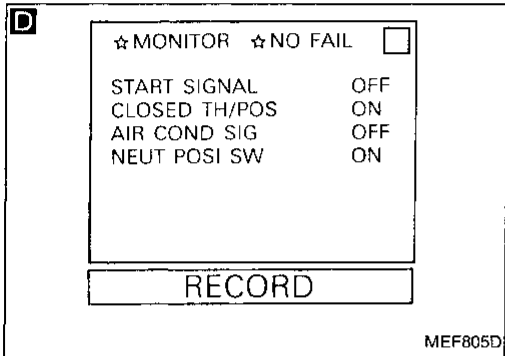 D
☆MONITOR ☆NO FAIL
START SIGNAL OFF
CLOSED TH/POS ON
AIR COND SIG OFF
NEUT POSI SW ON
RECORD
MEF805D